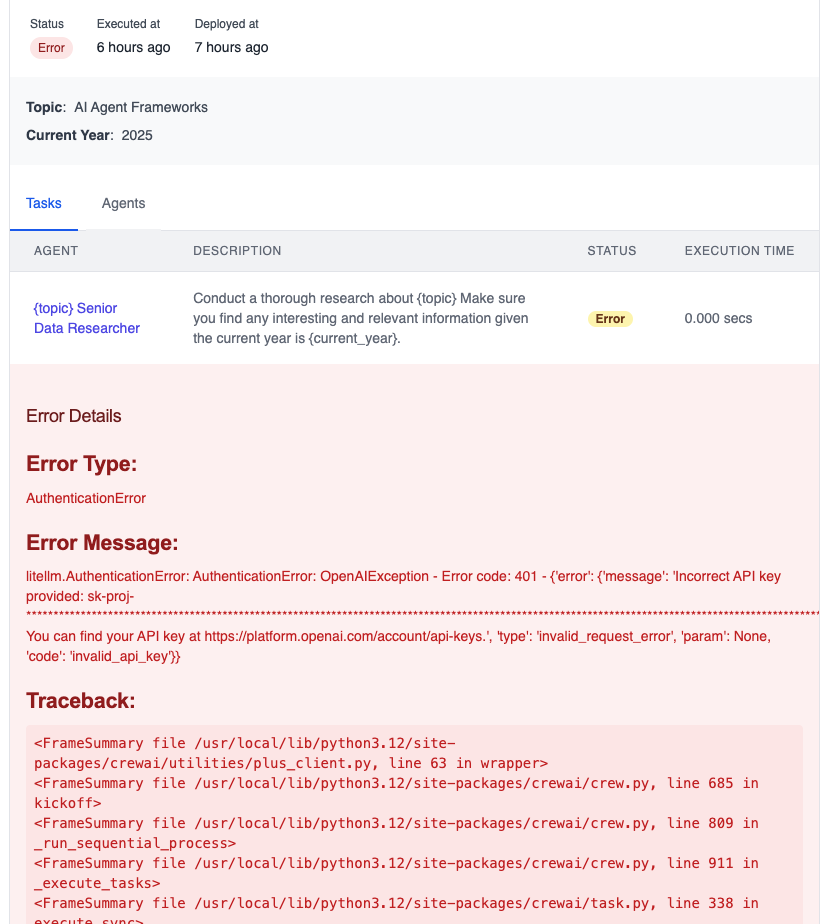 Status Executed at Deployed at
Error 6 hours ago 7 hours ago
Topic: AI Agent Frameworks
Current Year: 2025
Tasks Agents
AGENT DESCRIPTION STATUS EXECUTION TIME
{topic} Senior
Data Researcher
Conduct a thorough research about {topic} Make sure
you find any interesting and relevant information given
the current year is {current_year}.
Error
0.000 secs
Error Details
Error Type:
AuthenticationError
Error Message:
litellm.AuthenticationError: AuthenticationError: OpenAIException - Error code: 401 - {'error': {'message': 'Incorrect API key
provided: sk-proj-
********************************************************************************************************************************************************
You can find your API key at https://platform.openai.com/account/api-keys.', 'type': 'invalid_request_error', 'param': None,
'code': 'invalid_api_key'}}
Traceback:
<FrameSummary file /usr/local/lib/python3.12/site-
packages/crewai/utilities/plus_client.py, line 63 in wrapper>
<FrameSummary file /usr/local/lib/python3.12/site-packages/crewai/crew.py, line 685 in
kickoff>
<FrameSummary file /usr/local/lib/python3.12/site-packages/crewai/crew.py, line 809 in
_run_sequential_process>
<FrameSummary file /usr/local/lib/python3.12/site-packages/crewai/crew.py, line 911 in
_execute_tasks>
<FrameSummary file /usr/local/lib/python3.12/site-packages/crewai/task.py, line 338 in
execute_sync>